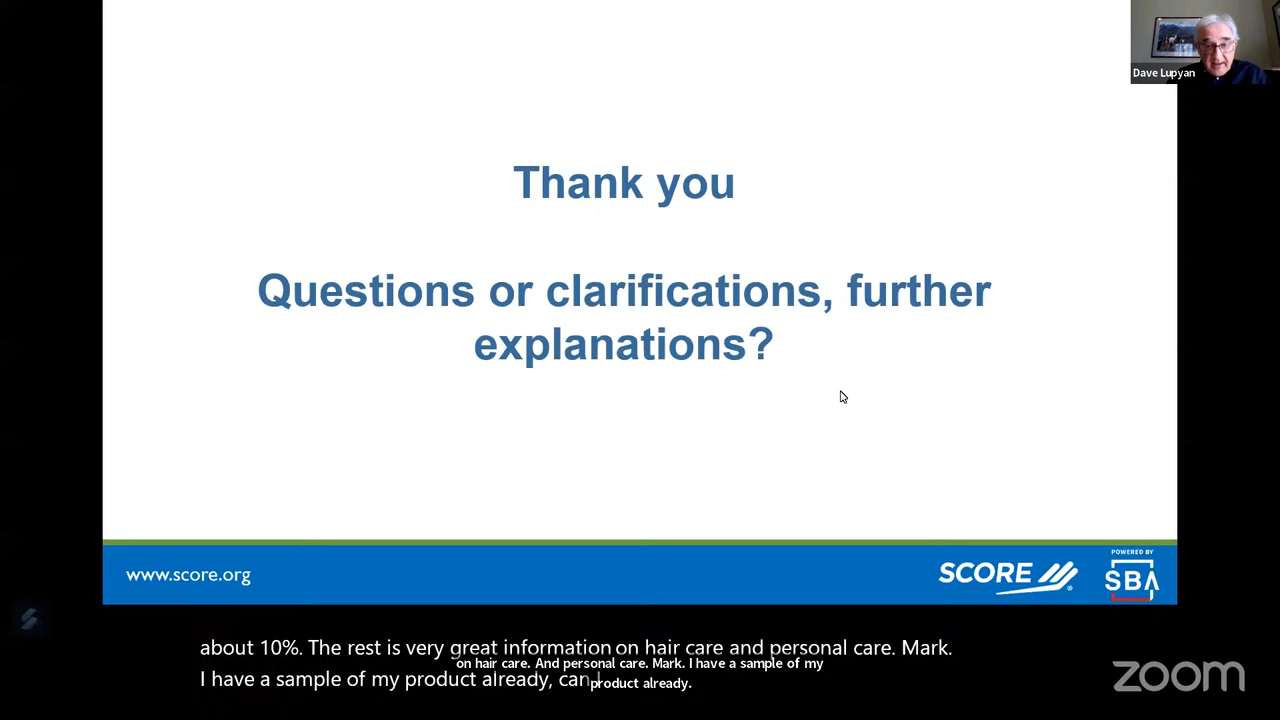 Dave Lupyan
Thank you
Questions or clarifications, further
explanations?
www.score.org
SCORE
POWERED BY
SBA
about 10%. The rest is very great information on hair care and personal care. Mark.
I have a sample of my product already, can
on hair care. And personal care. Mark. I have a sample of my
product already.
zoom